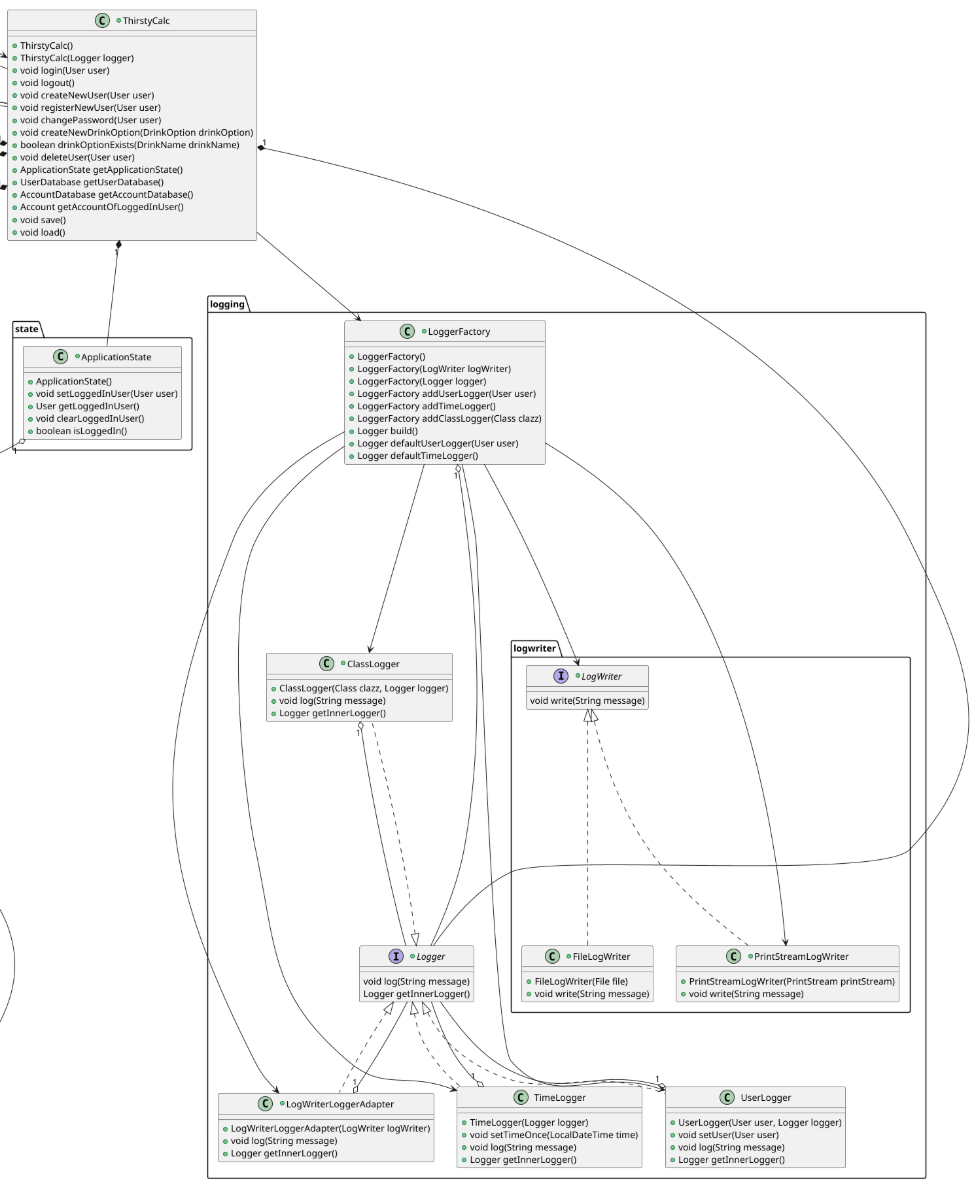 C ThirstyCalc
ThirstyCalc()
ThirstyCalc(Logger logger)
void login(User user)
void logout()
void createNewUser(User user)
void registerNewUser(User user)
void changePassword(User user)
void createNewDrinkOption(DrinkOption drinkOption)
boolean drinkOptionExists(DrinkName drinkName)
void deleteUser(User user)
ApplicationState getApplicationState()
UserDatabase getUserDatabase()
AccountDatabase getAccountDatabase()
Account getAccountOfLoggedInUser()
void save()
void load()
1
1
state
C ApplicationState
ApplicationState()
void setLoggedInUser(User user)
User getLoggedInUser()
void clearLoggedInUser()
boolean isLoggedIn()
1
logging
C LoggerFactory
LoggerFactory()
LoggerFactory(LogWriter logWriter)
LoggerFactory(Logger logger)
LoggerFactory addUserLogger(User user)
LoggerFactory addTimeLogger()
LoggerFactory addClassLogger(Class clazz)
Logger build()
Logger defaultUserLogger(User user)
Logger defaultTimeLogger()
1
C ClassLogger
ClassLogger(Class clazz, Logger logger)
void log(String message)
Logger getInnerLogger()
1
logwriter
I LogWriter
void write(String message)
I Logger
void log(String message)
Logger getInnerLogger()
C FileLogWriter
FileLogWriter(File file)
void write(String message)
C PrintStreamLogWriter
PrintStreamLogWriter(PrintStream printStream)
void write(String message)
1
1
1
C LogWriterLoggerAdapter
LogWriterLoggerAdapter(LogWriter logWriter)
void log(String message)
Logger getInnerLogger()
C TimeLogger
TimeLogger(Logger logger)
void setTimeOnce(LocalDateTime time)
void log(String message)
Logger getInnerLogger()
C UserLogger
UserLogger(User user, Logger logger)
void setUser(User user)
void log(String message)
Logger getInnerLogger()